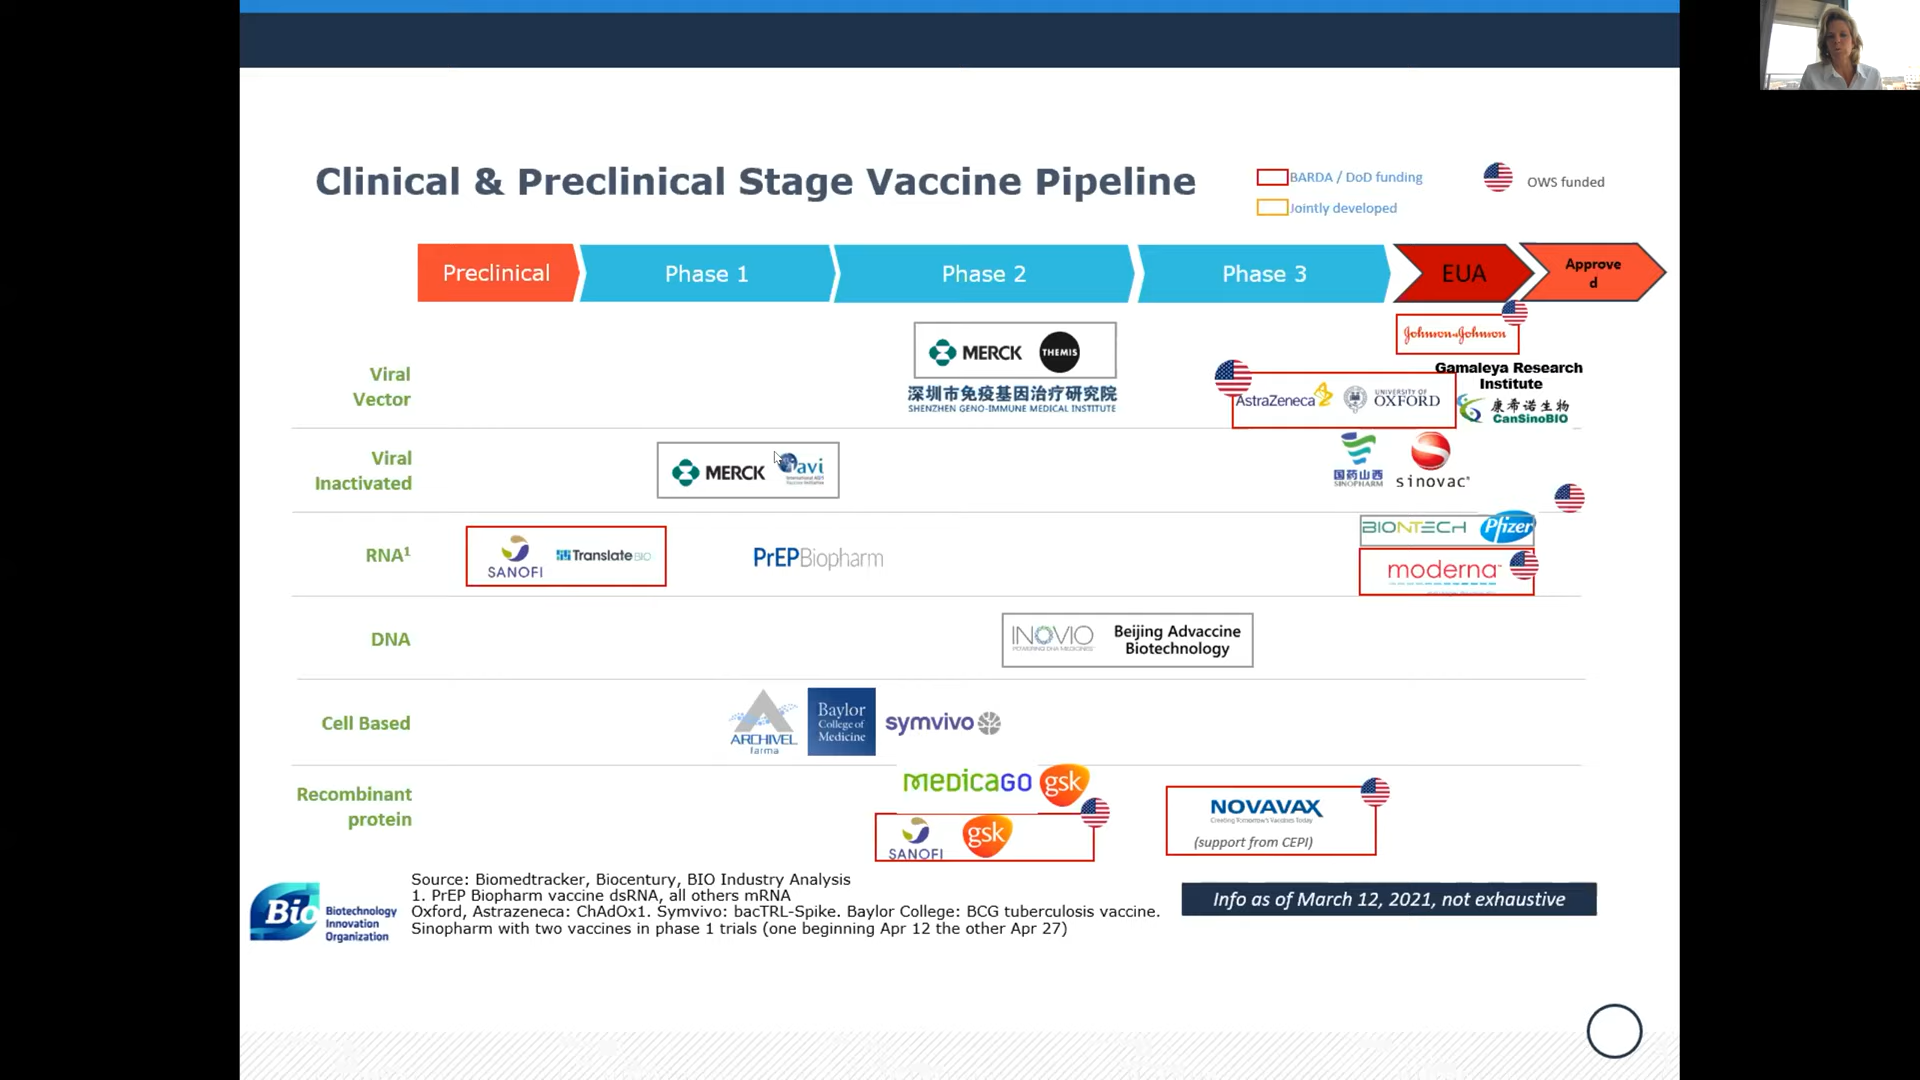 Clinical & Preclinical Stage Vaccine Pipeline
BARDA / DoD funding
OWS funded
Jointly developed
Preclinical
Phase 1
Phase 2
Phase 3
EUA
Approve
d
Viral
Vector
MERCK
THEMIS
深圳市免疫基因治疗研究院
SHENZHEN GENO-IMMUNE MEDICAL INSTITUTE
Johnson & Johnson
Gamaleya Research
Institute
AstraZeneca
UNIVERSITY OF
OXFORD
康希诺生物
CanSinoBIO
Viral
Inactivated
MERCK
iavi
国药山西
SINOPHARM
sinovac
RNA¹
SANOFI
Translate BIO
PrEPBiopharm
BIONTECH
Pfizer
moderna
DNA
INOVIO
POWERING DNA MEDICINES
Beijing Advaccine
Biotechnology
Cell Based
ARCHIVEL
farma
Baylor
College of
Medicine
symvivo
Recombinant
protein
MEDICAGO
gsk
SANOFI
gsk
NOVAVAX
Creating Tomorrow's Vaccines Today
(support from CEPI)
Bio
Biotechnology
Innovation
Organization
Source: Biomedtracker, Biocentury, BIO Industry Analysis
1. PrEP Biopharm vaccine dsRNA, all others mRNA
Oxford, Astrazeneca: ChAdOx1. Symvivo: bacTRL-Spike. Baylor College: BCG tuberculosis vaccine.
Sinopharm with two vaccines in phase 1 trials (one beginning Apr 12 the other Apr 27)
Info as of March 12, 2021, not exhaustive